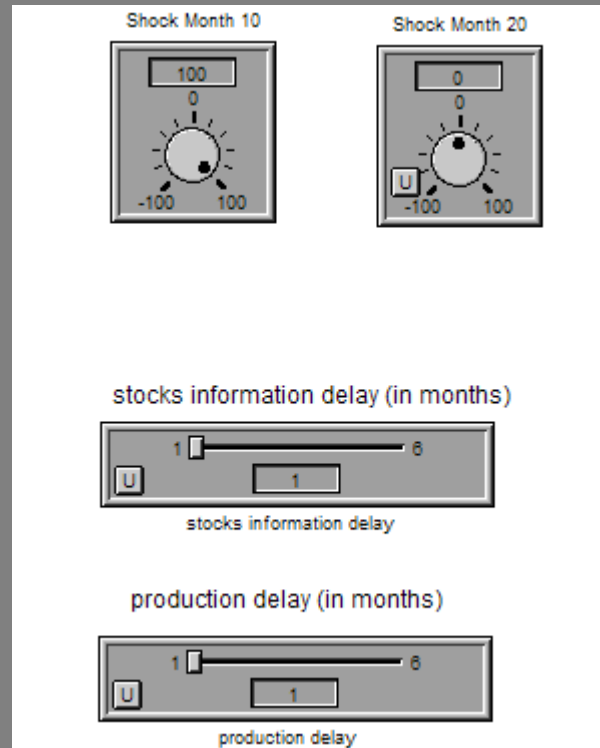 Shock Month 10
100
0
-100 100
Shock Month 20
0
0
U
-100 100
stocks information delay (in months)
1 6
U
1
stocks information delay
production delay (in months)
1 6
U
1
production delay